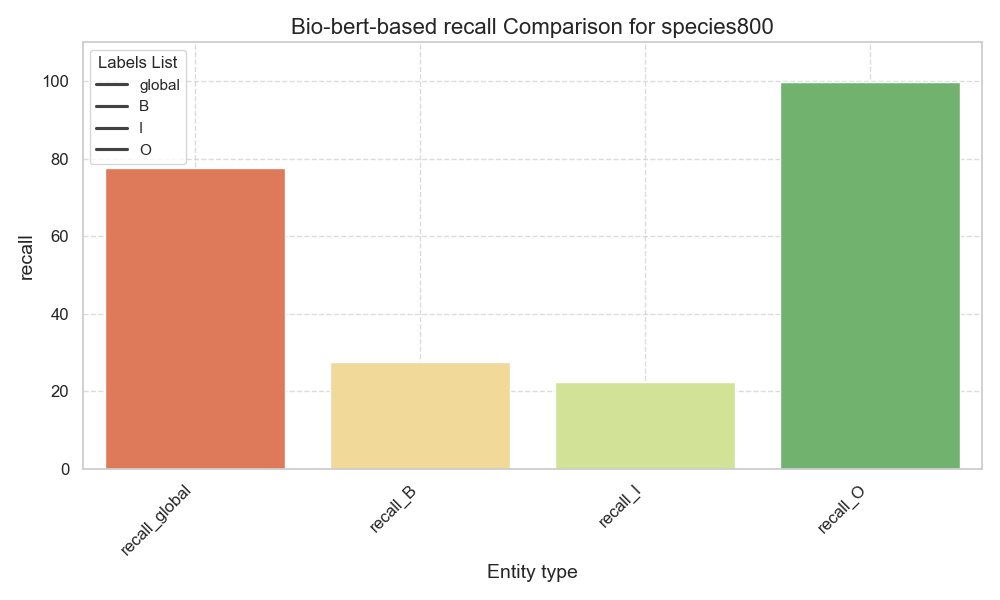 Bio-bert-based recall Comparison for species800
Labels List
global
B
I
O
recall
100
80
60
40
20
0
recall_global
recall_B
recall_I
recall_O
Entity type